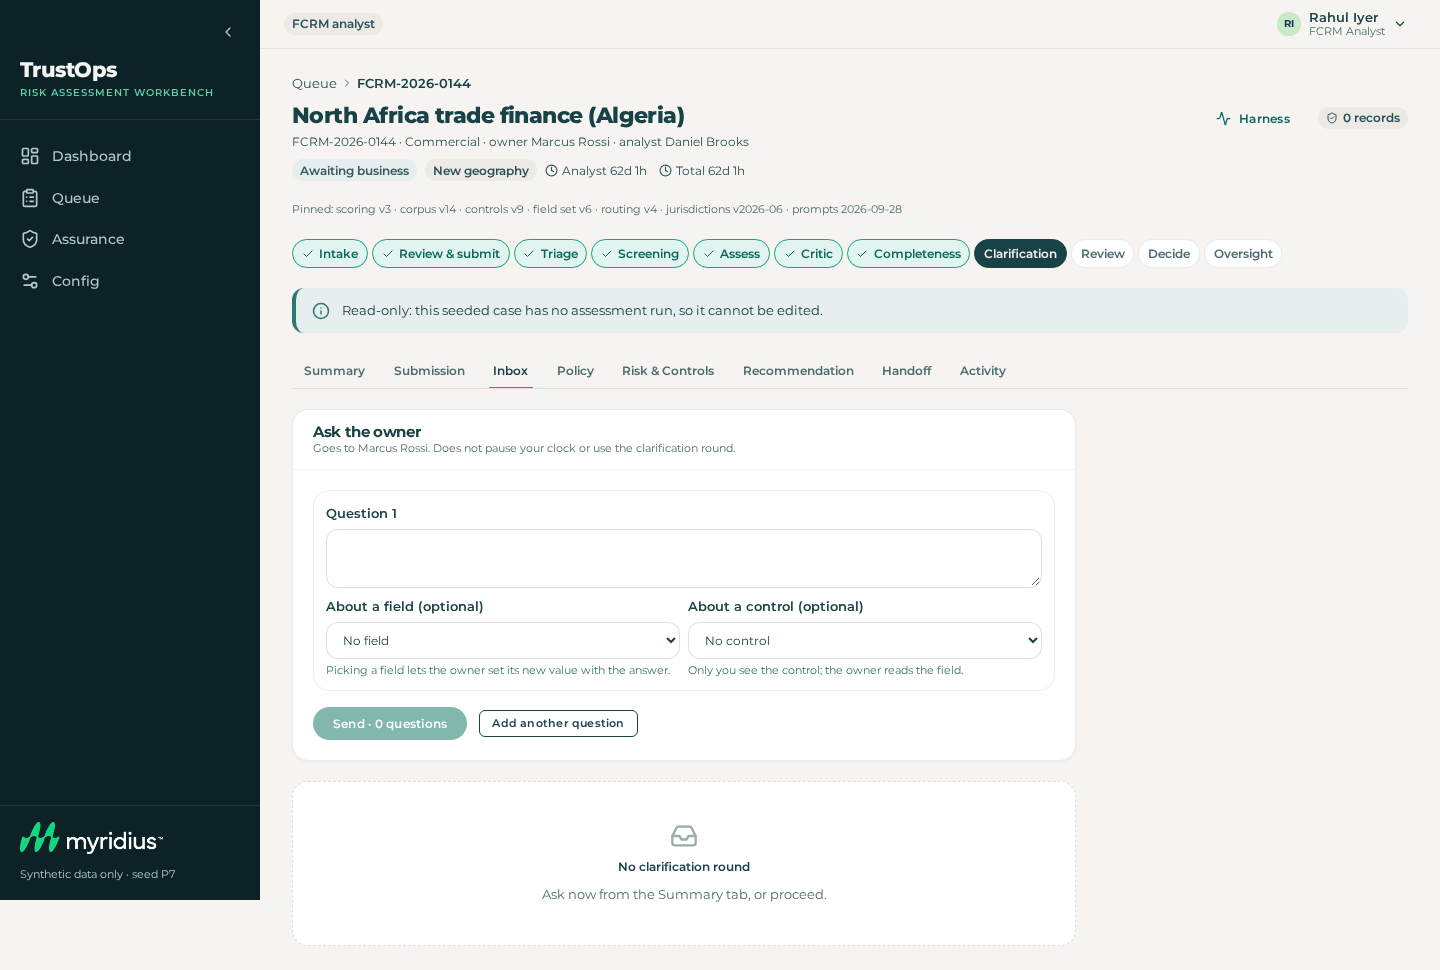 TrustOps
RISK ASSESSMENT WORKBENCH
Dashboard
Queue
Assurance
Config
myridius™
Synthetic data only · seed P7
FCRM analyst
RI
Rahul Iyer
FCRM Analyst
Queue > FCRM-2026-0144
North Africa trade finance (Algeria)
FCRM-2026-0144 · Commercial · owner Marcus Rossi · analyst Daniel Brooks
Harness
0 records
Awaiting business New geography Analyst 62d 1h Total 62d 1h
Pinned: scoring v3 · corpus v14 · controls v9 · field set v6 · routing v4 · jurisdictions v2026-06 · prompts 2026-09-28
Intake Review & submit Triage Screening Assess Critic Completeness Clarification Review Decide Oversight
Read-only: this seeded case has no assessment run, so it cannot be edited.
Summary Submission Inbox Policy Risk & Controls Recommendation Handoff Activity
Ask the owner
Goes to Marcus Rossi. Does not pause your clock or use the clarification round.
Question 1
About a field (optional) About a control (optional)
No field No control
Picking a field lets the owner set its new value with the answer. Only you see the control; the owner reads the field.
Send · 0 questions Add another question
No clarification round
Ask now from the Summary tab, or proceed.